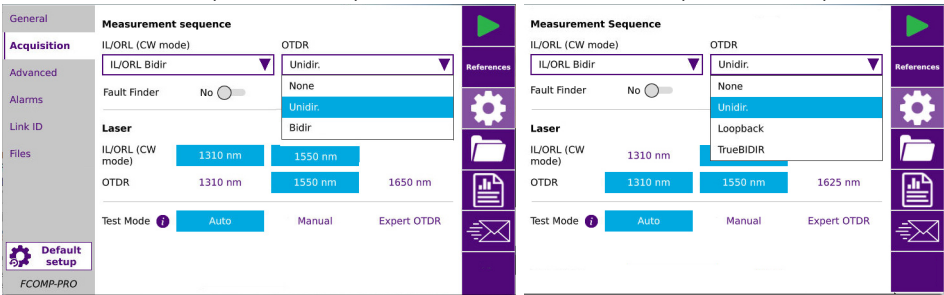 General
Acquisition
Advanced
Alarms
Link ID
Files
Default
setup
FCOMP-PRO
Measurement sequence
IL/ORL (CW mode) OTDR
IL/ORL Bidir Unidir.
Fault Finder No
None
Unidir.
Bidir
Laser
IL/ORL (CW
mode) 1310 nm 1550 nm
OTDR 1310 nm 1550 nm 1650 nm
Test Mode i Auto Manual Expert OTDR
References
Measurement Sequence
IL/ORL (CW mode) OTDR
IL/ORL Bidir Unidir.
Fault Finder No
None
Unidir.
Loopback
TrueBIDIR
Laser
IL/ORL (CW
mode) 1310 nm
OTDR 1310 nm 1550 nm 1625 nm
Test Mode i Auto Manual Expert OTDR
References